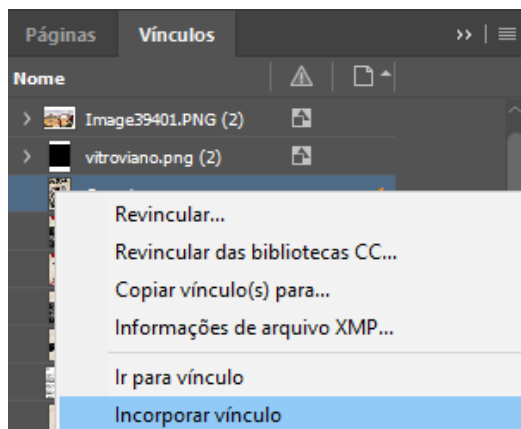 Páginas Vínculos
Nome
Image39401.PNG (2)
vitroviano.png (2)
Revincular...
Revincular das bibliotecas CC...
Copiar vínculo(s) para...
Informações de arquivo XMP...
Ir para vínculo
Incorporar vínculo